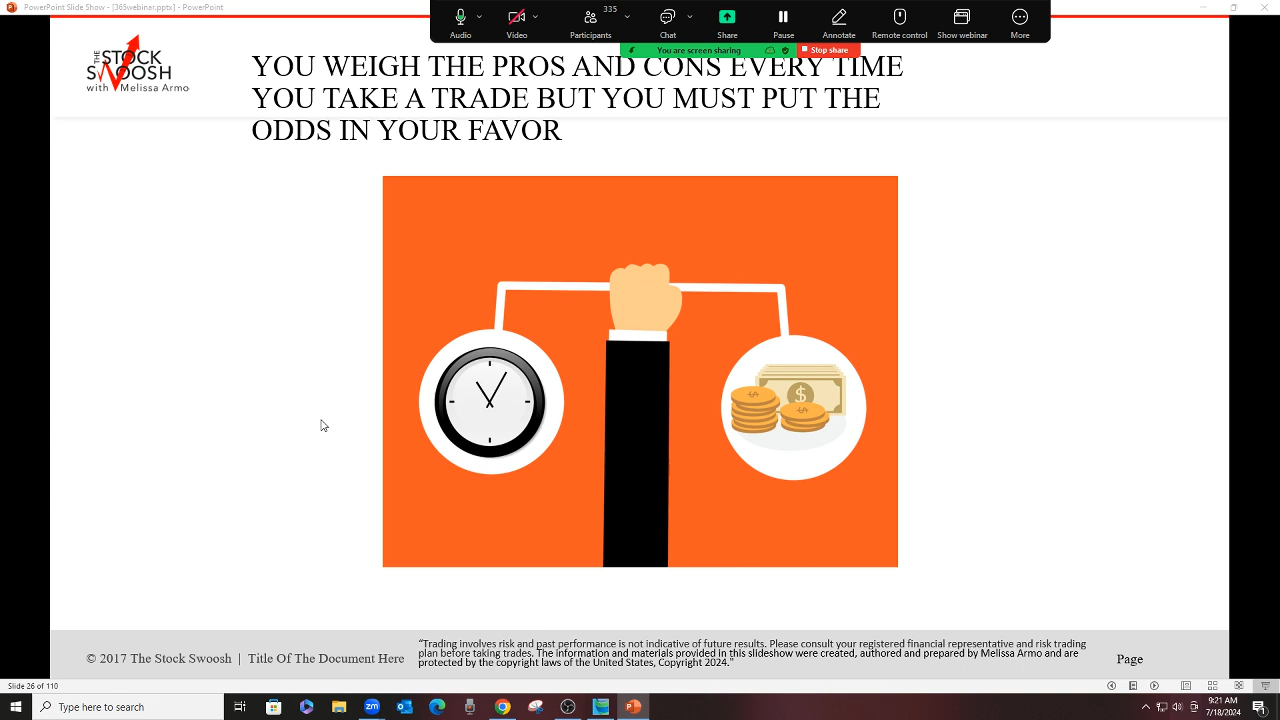 PowerPoint Slide Show - [365webinar.pptx] - PowerPoint
335
Audio
Video
Participants
Chat
Share
Pause
Annotate
Remote control
Show webinar
More
You are screen sharing
Stop share
THE
STOCK
SWOOSH
with Melissa Armo
YOU WEIGH THE PROS AND CONS EVERY TIME
YOU TAKE A TRADE BUT YOU MUST PUT THE
ODDS IN YOUR FAVOR
$
© 2017 The Stock Swoosh | Title Of The Document Here
“Trading involves risk and past performance is not indicative of future results. Please consult your registered financial representative and risk trading
plan before taking trades. The information and materials provided in this slideshow were created, authored and prepared by Melissa Armo and are
protected by the copyright laws of the United States, Copyright 2024."
Page
Slide 26 of 110
Type here to search
zm
9:21 AM
7/18/2024